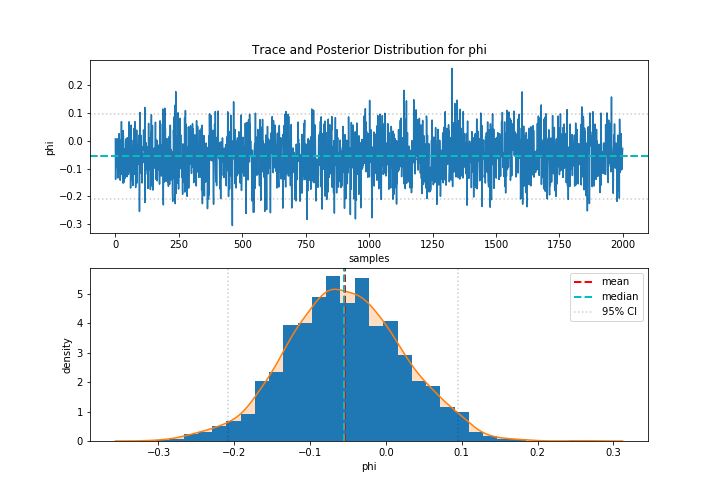 Trace and Posterior Distribution for phi
0.2
0.1
0.0
−0.1
−0.2
−0.3
phi
0 250 500 750 1000 1250 1500 1750 2000
samples
5
4
3
2
1
0
density
mean
median
95% CI
−0.3 −0.2 −0.1 0.0 0.1 0.2 0.3
phi